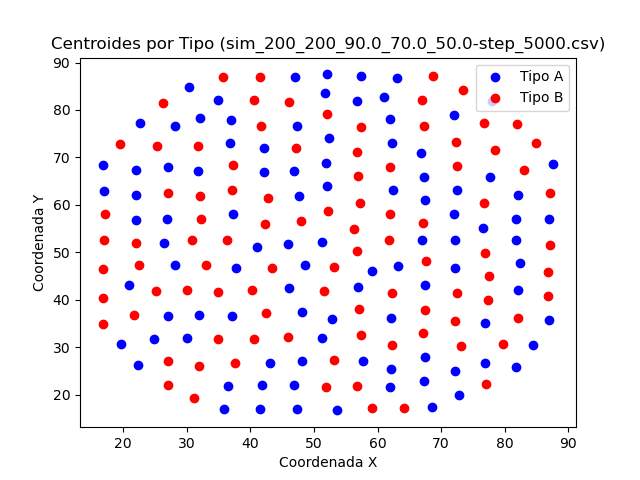 Centroides por Tipo (sim_200_200_90.0_70.0_50.0-step_5000.csv)
Tipo A
Tipo B
90
80
70
60
50
40
30
20
Coordenada Y
20 30 40 50 60 70 80 90
Coordenada X